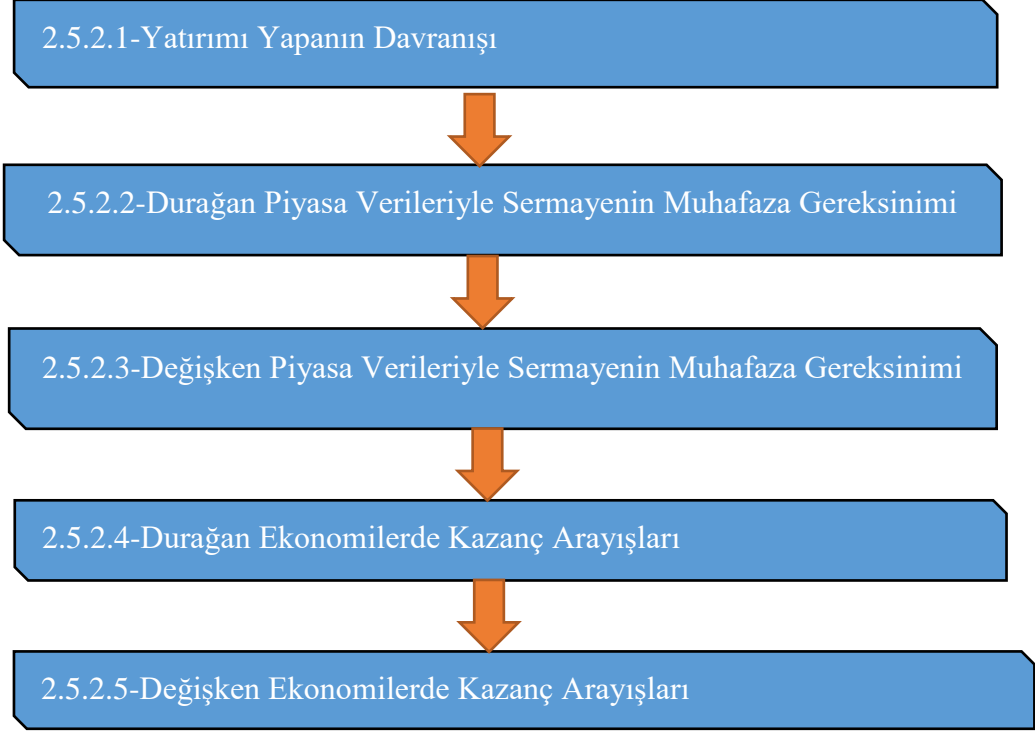 2.5.2.1-Yatırımı Yapanın Davranışı
2.5.2.2-Durağan Piyasa Verileriyle Sermayenin Muhafaza Gereksinimi
2.5.2.3-Değişken Piyasa Verileriyle Sermayenin Muhafaza Gereksinimi
2.5.2.4-Durağan Ekonomilerde Kazanç Arayışları
2.5.2.5-Değişken Ekonomilerde Kazanç Arayışları